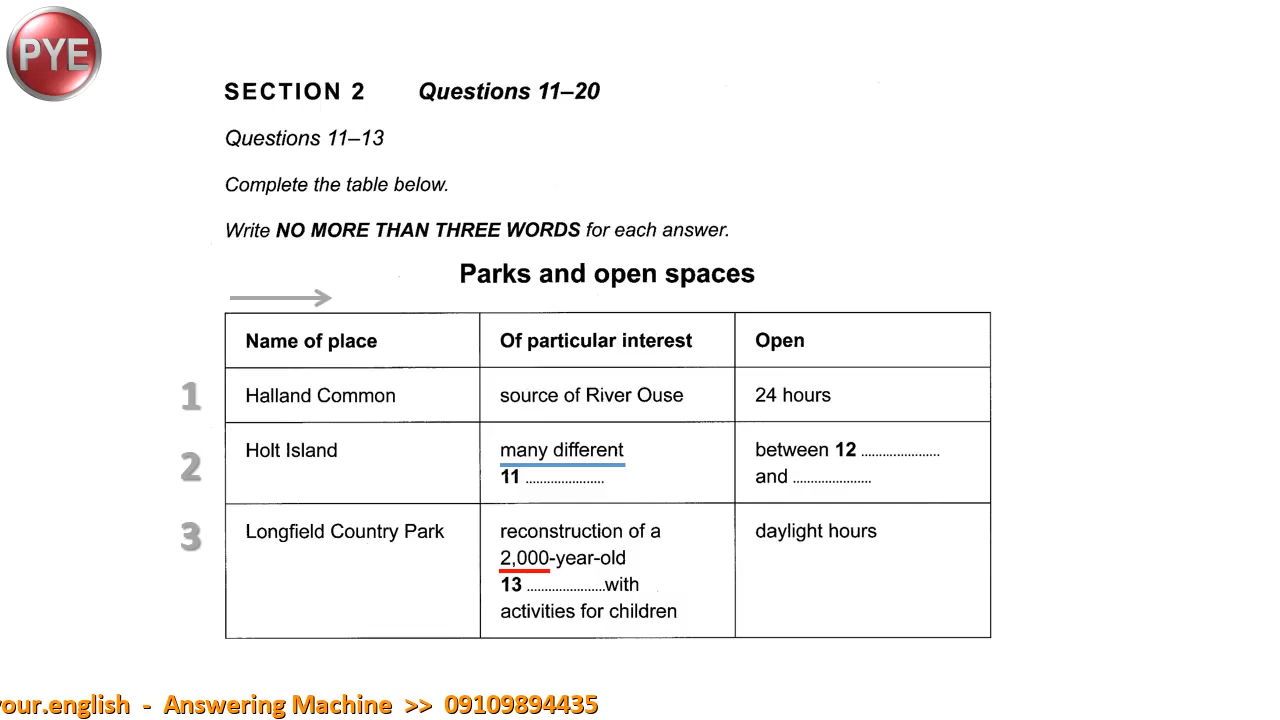 PYE
SECTION 2 Questions 11–20
Questions 11–13
Complete the table below.
Write NO MORE THAN THREE WORDS for each answer.
Parks and open spaces
Name of place Of particular interest Open
1 Halland Common source of River Ouse 24 hours
2 Holt Island many different between 12 ......................
11 ...................... and ......................
3 Longfield Country Park reconstruction of a daylight hours
2,000-year-old
13 ......................with
activities for children
your.english - Answering Machine >> 09109894435